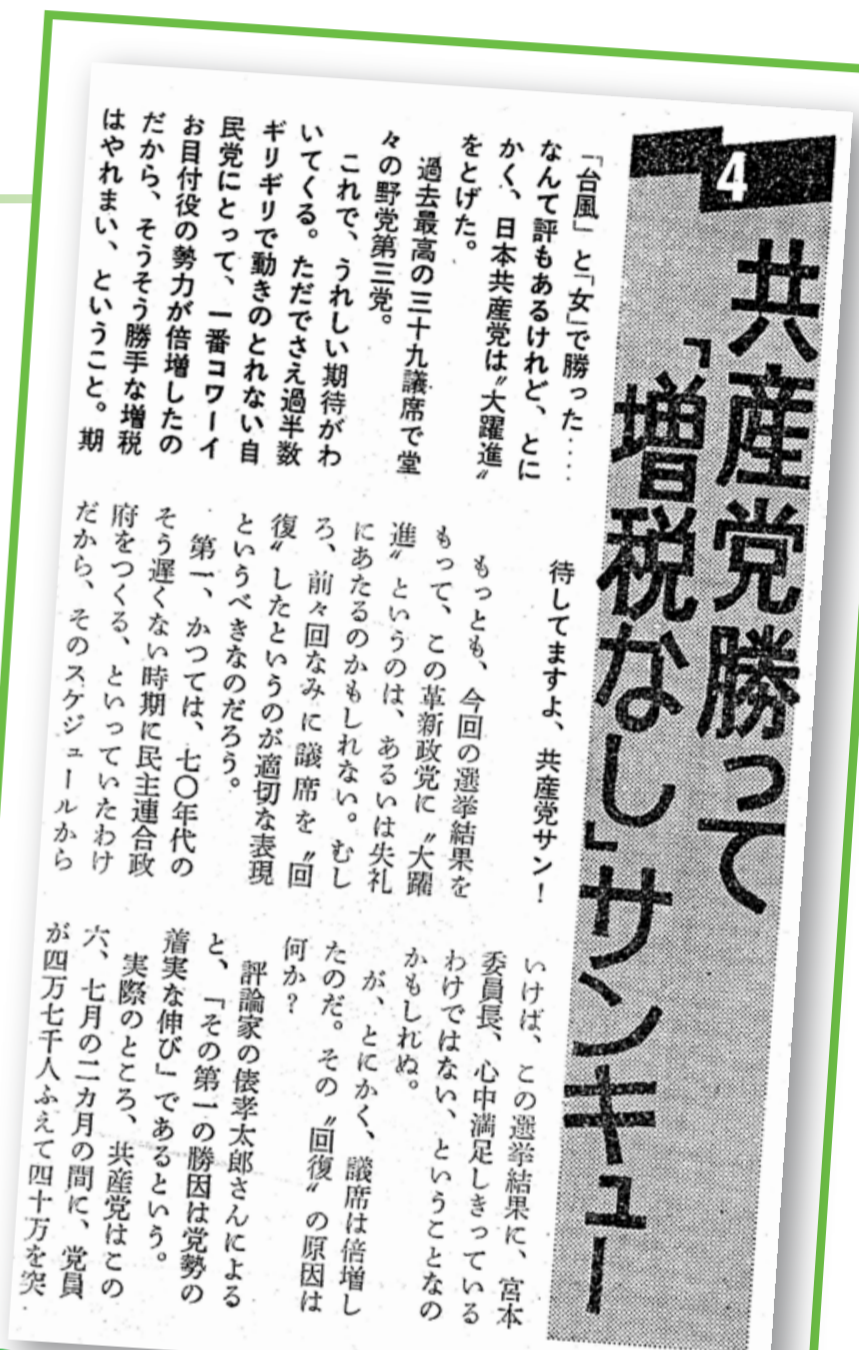 4
共産党勝って
「増税なし」サンキュー
「台風」と「女」で勝った‥‥
なんて評もあるけれど、とに
かく、日本共産党は〃大躍進〃
をとげた。
過去最高の三十九議席で堂
々の野党第三党。
これで、うれしい期待がわ
いてくる。ただでさえ過半数
ギリギリで動きのとれない自
民党にとって、一番コワーイ
お目付役の勢力が倍増したの
だから、そうそう勝手な増税
はやれまい、ということ。期
待してますよ、共産党サン！
もっとも、今回の選挙結果を
もって、この革新政党に〃大躍
進〃というのは、あるいは失礼
にあたるのかもしれない。むし
ろ、前々回なみに議席を〃回
復〃したというのが適切な表現
というべきなのだろう。
第一、かつては、七〇年代の
そう遅くない時期に民主連合政
府をつくる、といっていたわけ
だから、そのスケジュールから
いけば、この選挙結果に、宮本
委員長、心中満足しきっている
わけではない、ということなの
かもしれぬ。
が、とにかく、議席は倍増し
たのだ。その〃回復〃の原因は
何か？
評論家の俵孝太郎さんによる
と、「その第一の勝因は党勢の
着実な伸び」であるという。
実際のところ、共産党はこの
六、七月の二カ月の間に、党員
が四万七千人ふえて四十万を突